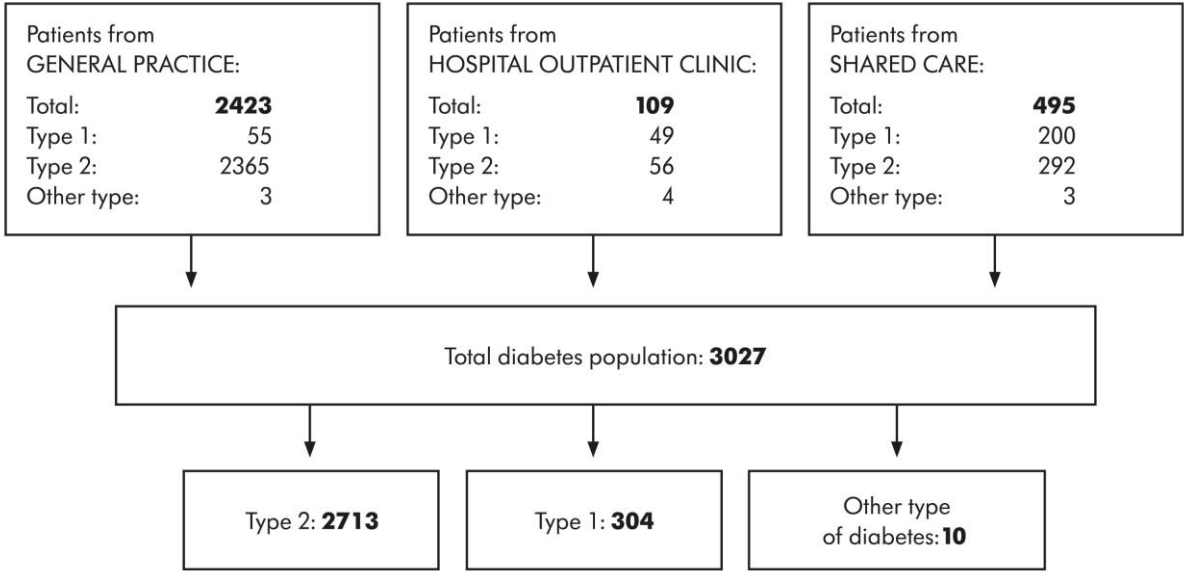 Patients from
GENERAL PRACTICE:
Total: 2423
Type 1: 55
Type 2: 2365
Other type: 3
Patients from
HOSPITAL OUTPATIENT CLINIC:
Total: 109
Type 1: 49
Type 2: 56
Other type: 4
Patients from
SHARED CARE:
Total: 495
Type 1: 200
Type 2: 292
Other type: 3
Total diabetes population: 3027
Type 2: 2713
Type 1: 304
Other type
of diabetes: 10